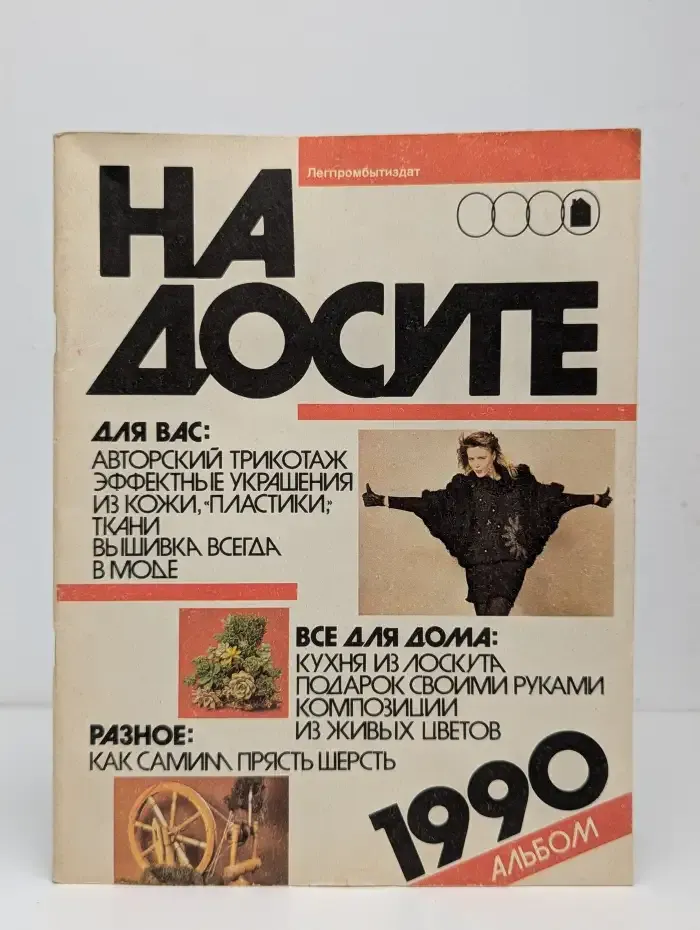 Легпромбытиздат
НА
ДОСУГЕ
ДЛЯ ВАС:
АВТОРСКИЙ ТРИКОТАЖ
ЭФФЕКТНЫЕ УКРАШЕНИЯ
ИЗ КОЖИ, „ПЛАСТИКИ,“
ТКАНИ
ВЫШИВКА ВСЕГДА
В МОДЕ
ВСЕ ДЛЯ ДОМА:
КУХНЯ ИЗ ЛОСКУТА
ПОДАРОК СВОИМИ РУКАМИ
КОМПОЗИЦИИ
ИЗ ЖИВЫХ ЦВЕТОВ
РАЗНОЕ:
КАК САМИМ ПРЯСТЬ ШЕРСТЬ
1990
АЛЬБОМ